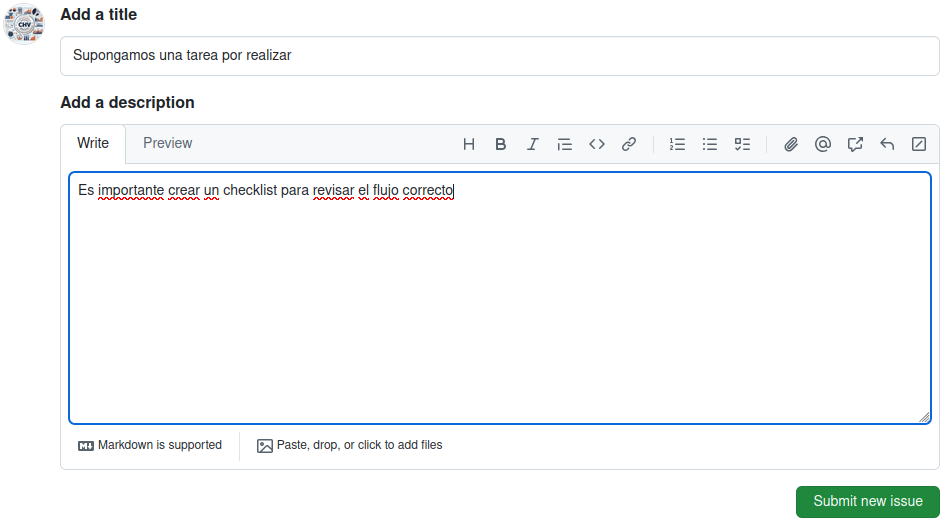 CHV
Add a title
Supongamos una tarea por realizar
Add a description
Write Preview
Es importante crear un checklist para revisar el flujo correcto
Markdown is supported Paste, drop, or click to add files
Submit new issue